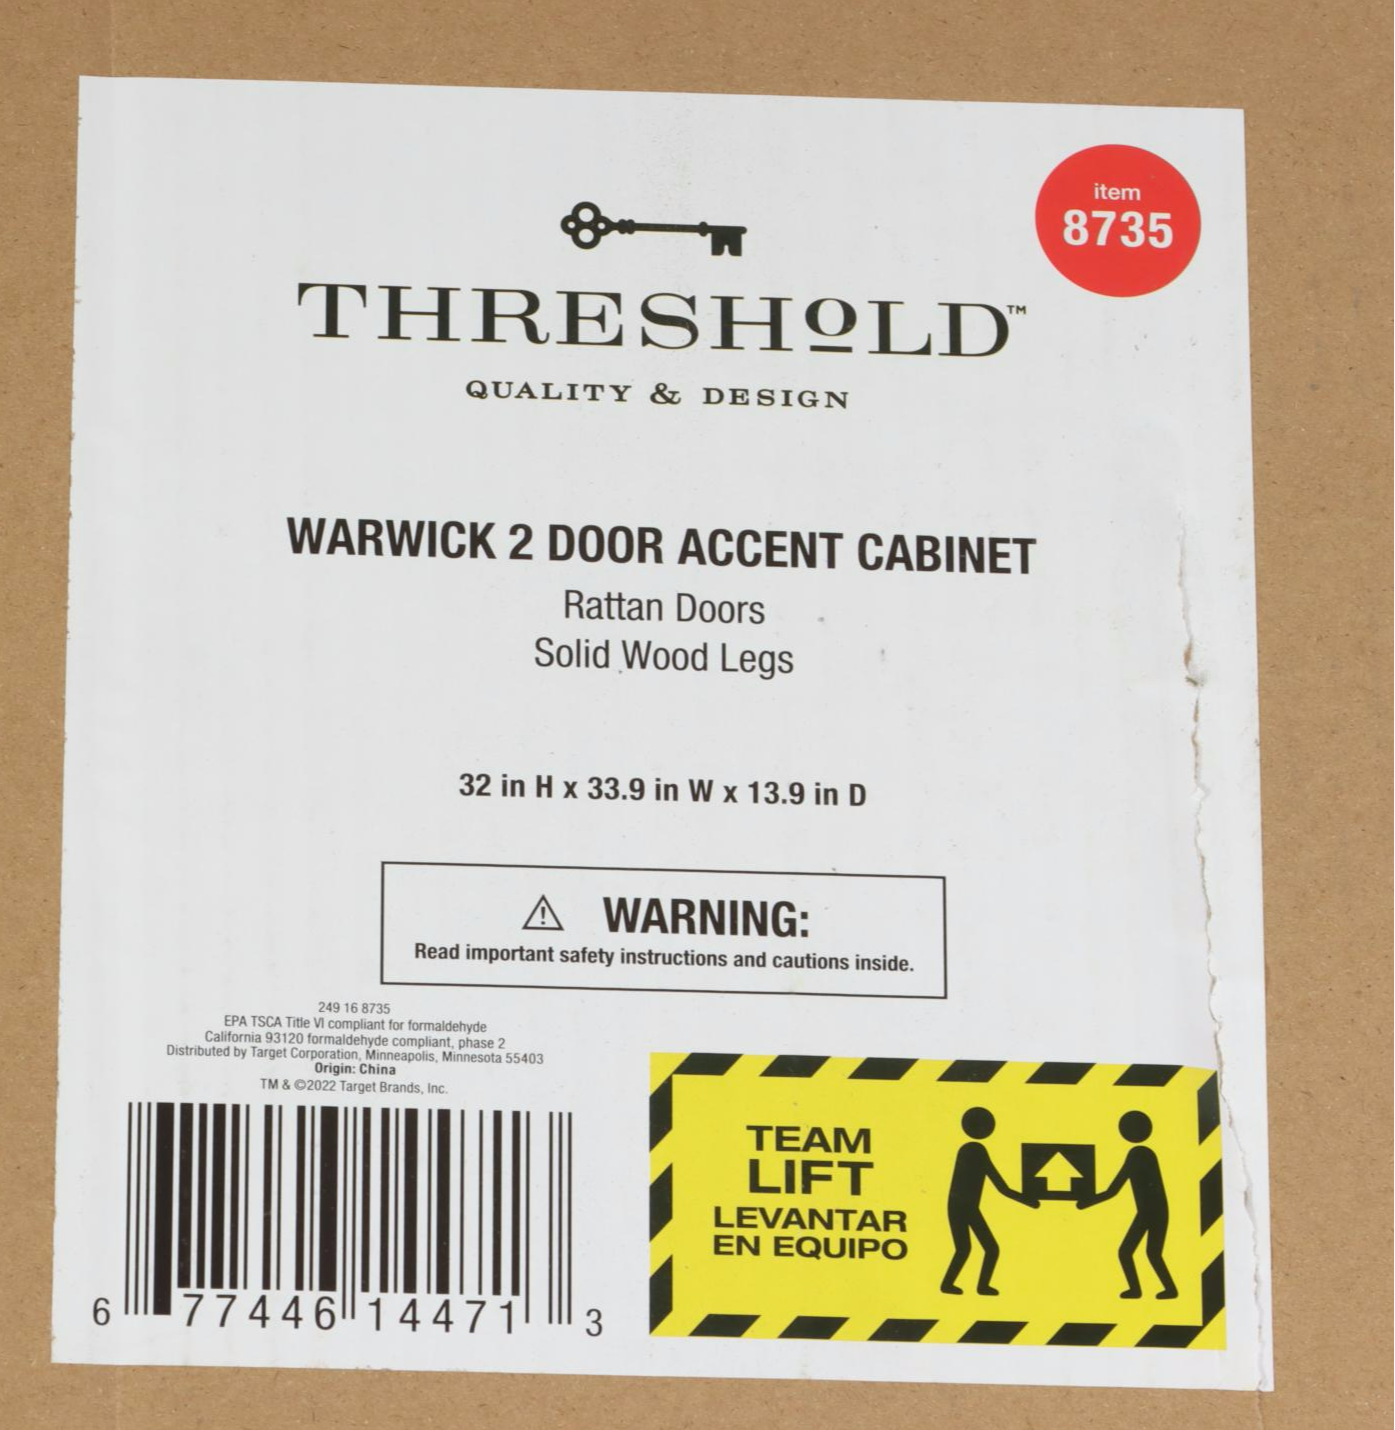 item
8735
THRESHOLD™
QUALITY & DESIGN
WARWICK 2 DOOR ACCENT CABINET
Rattan Doors
Solid Wood Legs
32 in H x 33.9 in W x 13.9 in D
⚠ WARNING:
Read important safety instructions and cautions inside.
249 16 8735
EPA TSCA Title VI compliant for formaldehyde
California 93120 formaldehyde compliant, phase 2
Distributed by Target Corporation, Minneapolis, Minnesota 55403
Origin: China
TM & ©2022 Target Brands, Inc.
6 77446 14471 3
TEAM
LIFT
LEVANTAR
EN EQUIPO